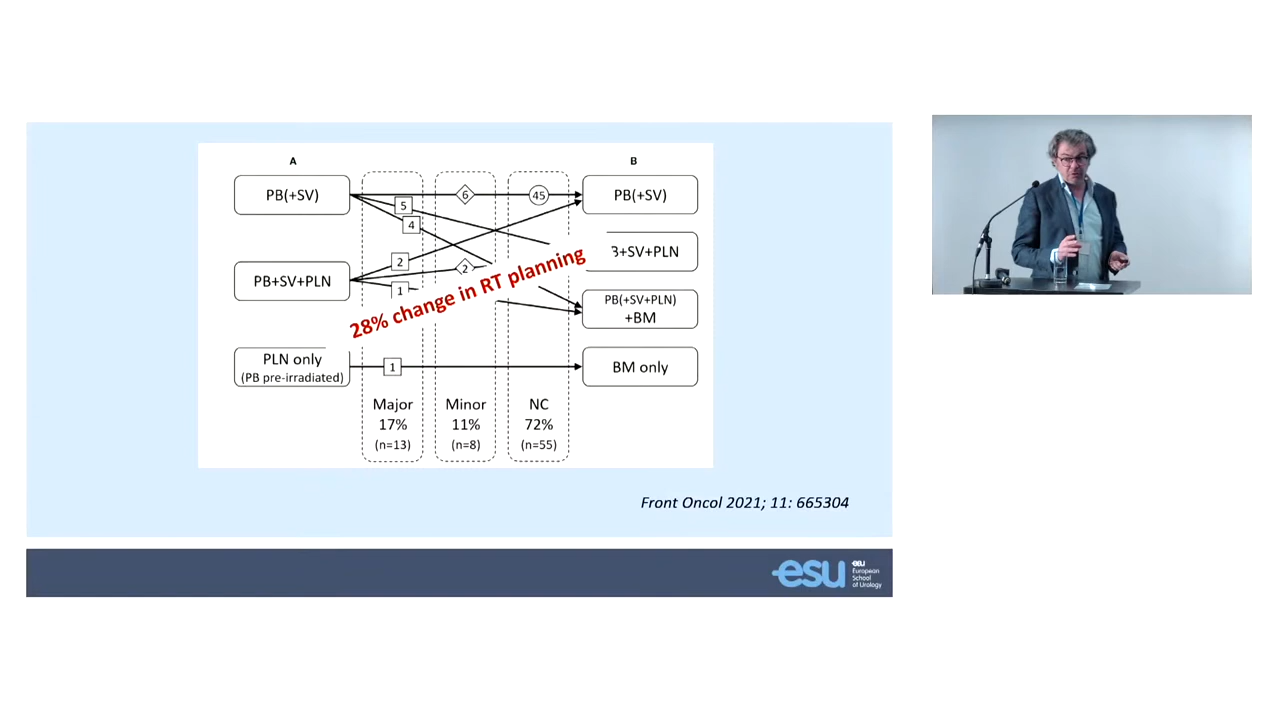 A
B
PB(+SV)
6
45
PB(+SV)
5
4
2
3+SV+PLN
PB+SV+PLN
2
1
28% change in RT planning
PB(+SV+PLN)
+BM
PLN only
(PB pre-irradiated)
1
BM only
Major
17%
(n=13)
Minor
11%
(n=8)
NC
72%
(n=55)
Front Oncol 2021; 11: 665304
esu
eau
European
School
of Urology